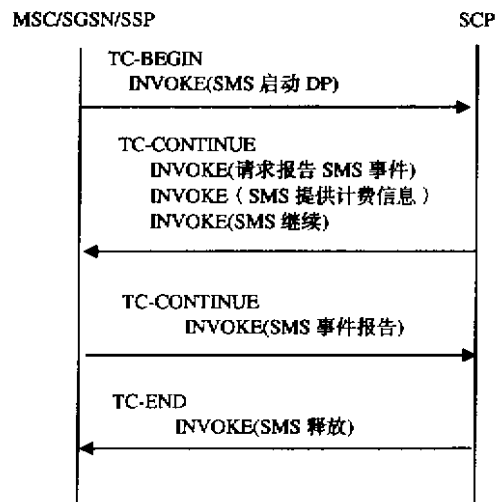 MSC/SGSN/SSP SCP
TC-BEGIN
INVOKE(SMS 启动 DP)
TC-CONTINUE
INVOKE(请求报告 SMS 事件)
INVOKE（SMS 提供计费信息）
INVOKE(SMS 继续)
TC-CONTINUE
INVOKE(SMS 事件报告)
TC-END
INVOKE(SMS 释放)